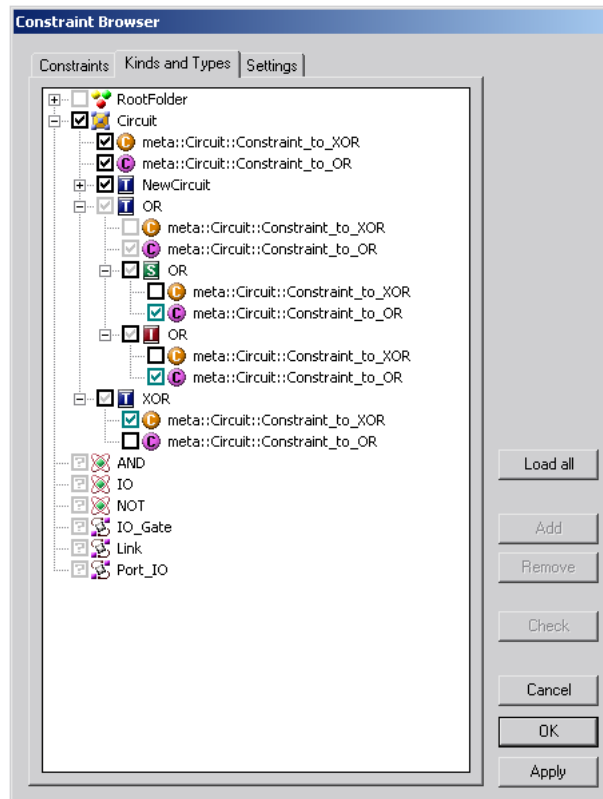 Constraint Browser
Constraints Kinds and Types Settings
RootFolder
Circuit
C meta::Circuit::Constraint_to_XOR
C meta::Circuit::Constraint_to_OR
T NewCircuit
T OR
C meta::Circuit::Constraint_to_XOR
C meta::Circuit::Constraint_to_OR
S OR
C meta::Circuit::Constraint_to_XOR
C meta::Circuit::Constraint_to_OR
I OR
C meta::Circuit::Constraint_to_XOR
C meta::Circuit::Constraint_to_OR
T XOR
C meta::Circuit::Constraint_to_XOR
C meta::Circuit::Constraint_to_OR
? AND
? IO
? NOT
? IO_Gate
? Link
? Port_IO
Load all
Add
Remove
Check
Cancel
OK
Apply